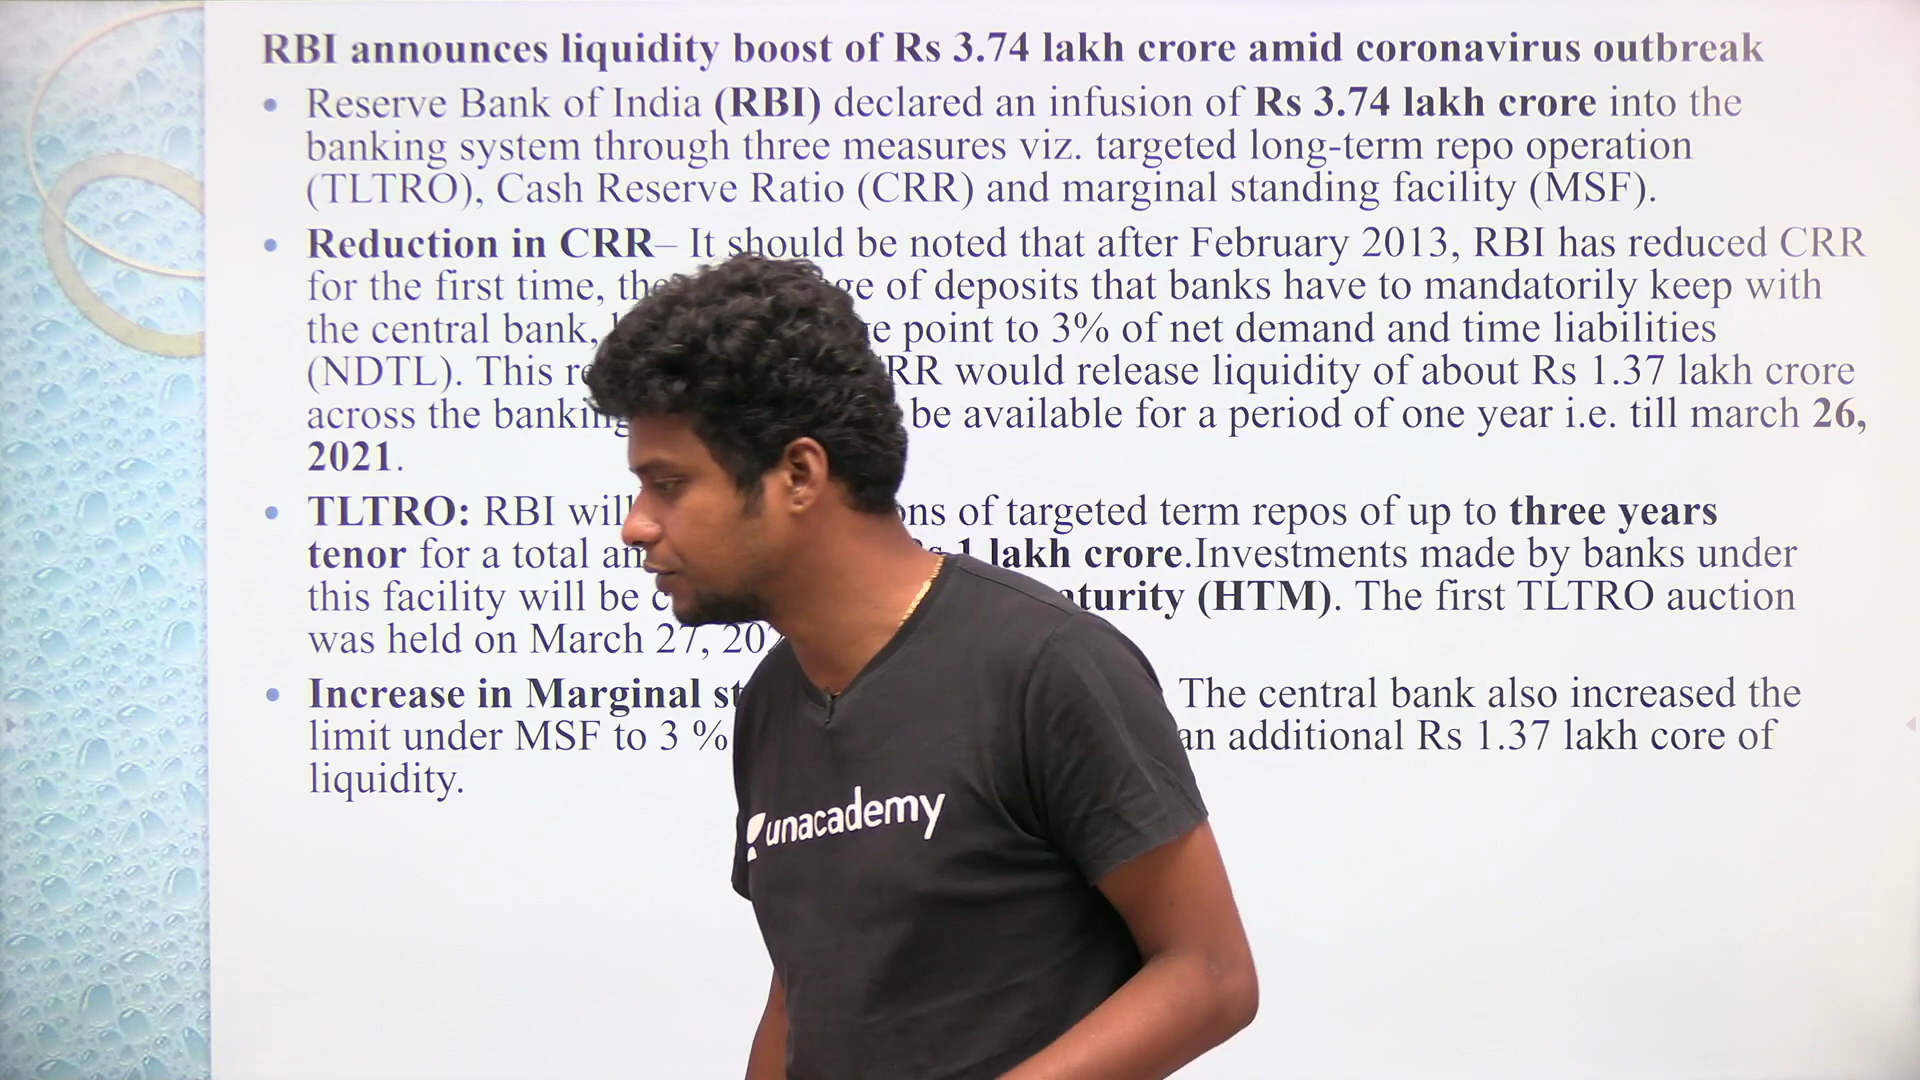 RBI announces liquidity boost of Rs 3.74 lakh crore amid coronavirus outbreak
• Reserve Bank of India (RBI) declared an infusion of Rs 3.74 lakh crore into the
banking system through three measures viz. targeted long-term repo operation
(TLTRO), Cash Reserve Ratio (CRR) and marginal standing facility (MSF).
• Reduction in CRR– It should be noted that after February 2013, RBI has reduced CRR
for the first time, of deposits that banks have to mandatorily keep with
the central bank, point to 3% of net demand and time liabilities
(NDTL). This would release liquidity of about Rs 1.37 lakh crore
across the be available for a period of one year i.e. till march 26,
2021.
• TLTRO: RBI will of targeted term repos of up to three years
tenor for a total 1 lakh crore.Investments made by banks under
this facility will be (HTM). The first TLTRO auction
was held on March 27,
• Increase in Marginal The central bank also increased the
limit under MSF to 3 % an additional Rs 1.37 lakh core of
liquidity.
unacademy